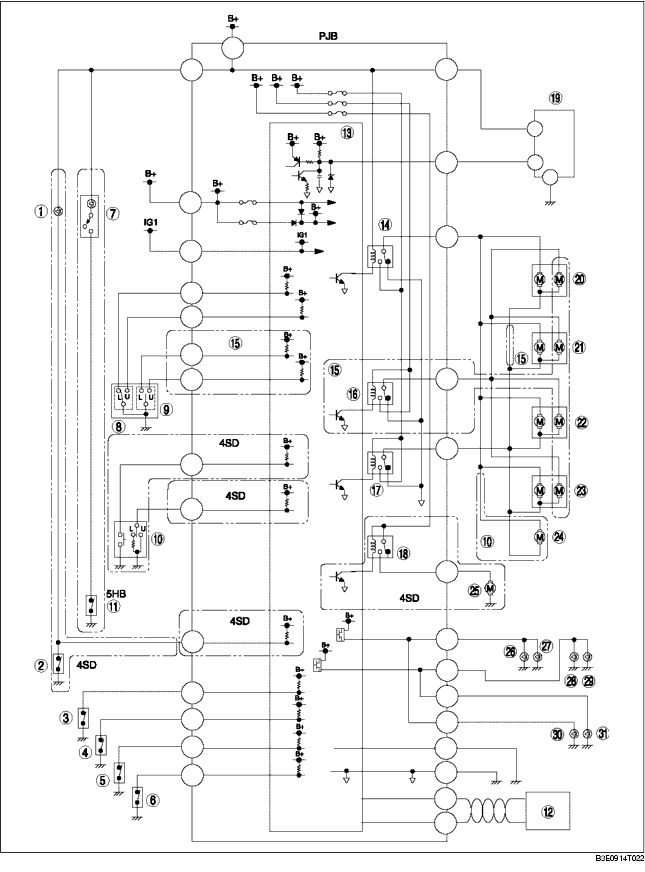 B+
PJB
B+ B+ B+
⑲
B+ B+ ⑬
B+ B+
① ⑦
B+
IG1 IG1 ⑭
B+
B+ ⑳
⑮ B+
B+ ㉑
⑮ ⑮
⑯
L U L U
⑧ ⑨
㉒
4SD B+
⑰
4SD B+ ㉓
L U
⑩ ⑩ ㉔
⑱
5HB
⑪ ㉕
4SD
4SD B+ B+
B+ ㉖ ㉗
② 4SD
B+ ㉘ ㉙
③ B+
④ B+ ㉚ ㉛
⑤ B+
⑥
⑫
M M
M M
M M
M M
M
M
B3E0914T022